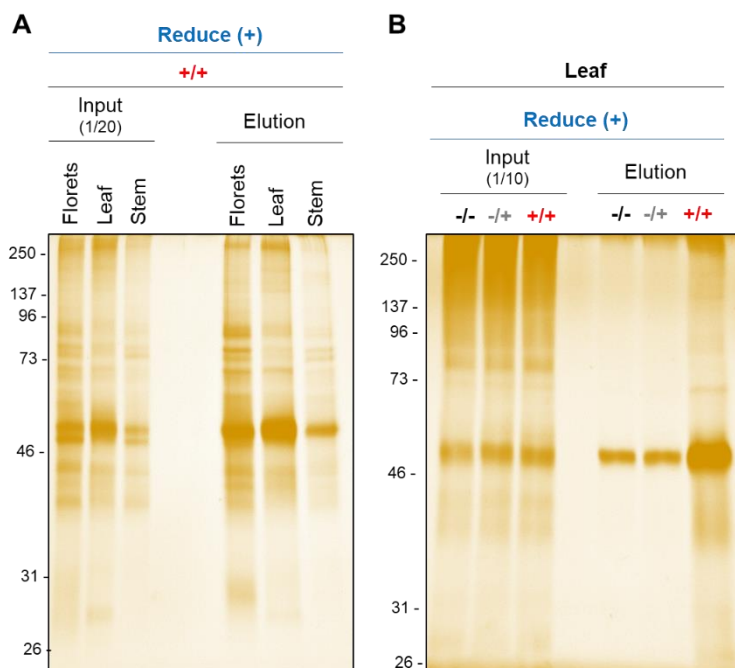 A
Reduce (+)
+/+
Input
(1/20)
Elution
Florets
Leaf
Stem
Florets
Leaf
Stem
250 -
137 -
96 -
73 -
46 -
31 -
26 -
B
Leaf
Reduce (+)
Input
(1/10)
Elution
-/- -/+ +/+ -/- -/+ +/+
250 -
137 -
96 -
73 -
46 -
31 -
26 -